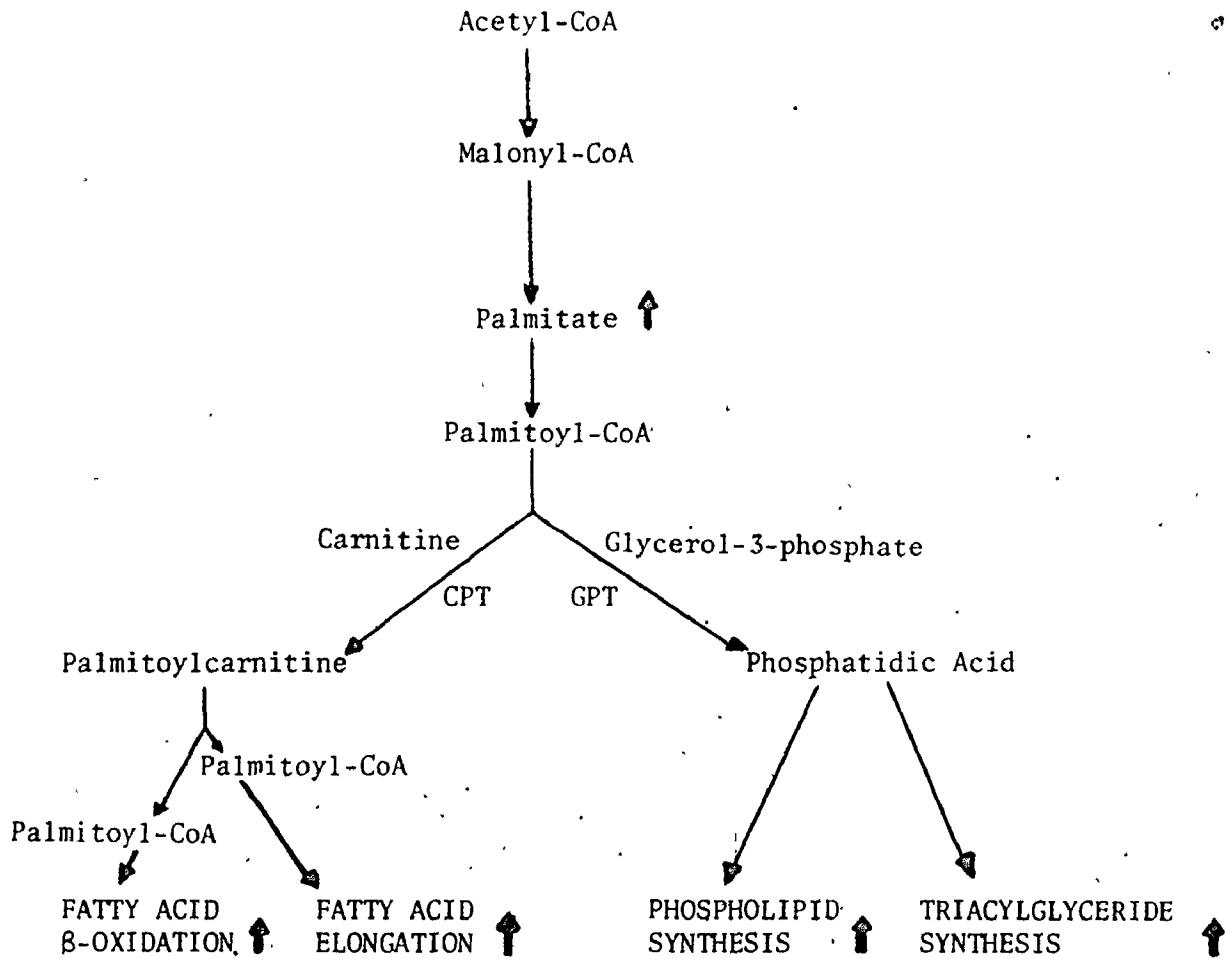 Acetyl-CoA
Malonyl-CoA
Palmitate
Palmitoyl-CoA
Carnitine Glycerol-3-phosphate
CPT GPT
Palmitoylcarnitine Phosphatidic Acid
Palmitoyl-CoA
Palmitoyl-CoA
FATTY ACID FATTY ACID PHOSPHOLIPID TRIACYLGLYCERIDE
β-OXIDATION ELONGATION SYNTHESIS SYNTHESIS